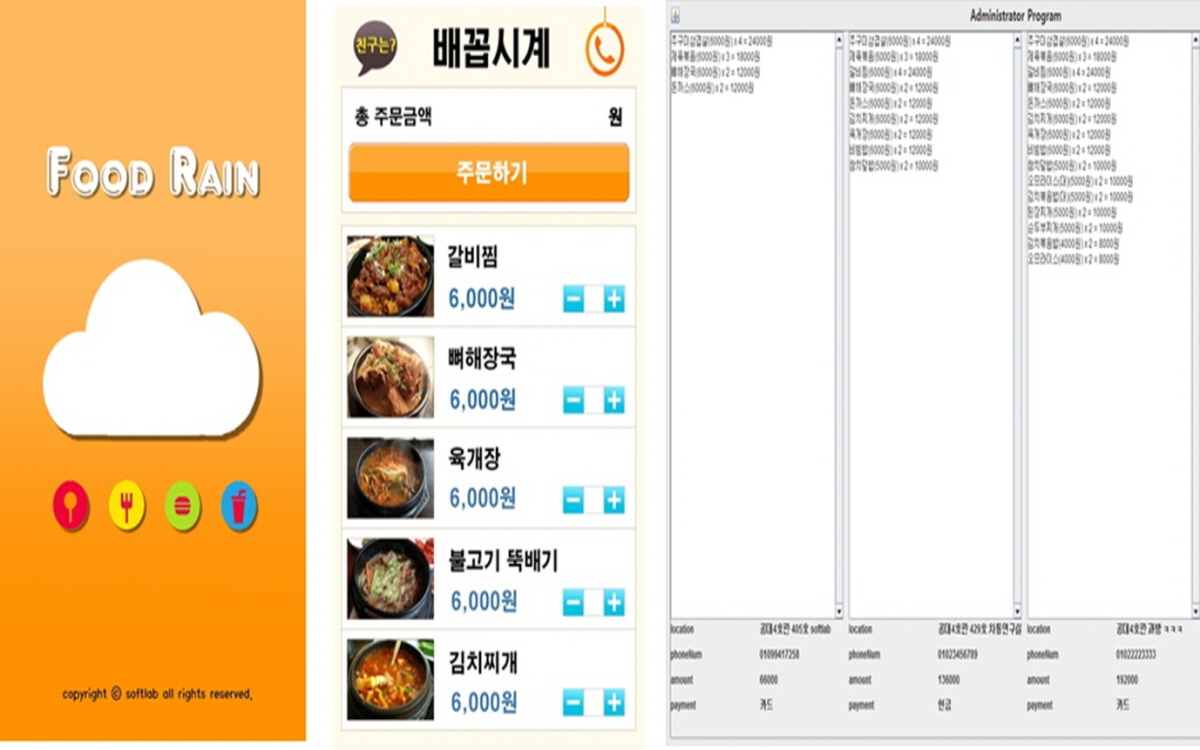 FOOD RAIN
copyright ⓒ softlab all rights reserved.
친구는?
배꼽시계
총 주문금액 원
주문하기
갈비찜
6,000원
뼈해장국
6,000원
육개장
6,000원
불고기 뚝배기
6,000원
김치찌개
6,000원
Administrator Program
쭈구미삼겹살(6000원) x 4 = 24000원
제육볶음(6000원) x 3 = 18000원
뼈해장국(6000원) x 2 = 12000원
돈까스(6000원) x 2 = 12000원
location 공대4호관 405호 softlab
phoneNum 01099417258
amount 66000
payment 카드
쭈구미삼겹살(6000원) x 4 = 24000원
제육볶음(6000원) x 3 = 18000원
갈비찜(6000원) x 4 = 24000원
뼈해장국(6000원) x 2 = 12000원
돈까스(6000원) x 2 = 12000원
김치찌개(6000원) x 2 = 12000원
육개장(6000원) x 2 = 12000원
비빔밥(6000원) x 2 = 12000원
참치덮밥(5000원) x 2 = 10000원
location 공대4호관 429호 차통연구실
phoneNum 01023456789
amount 136000
payment 현금
쭈구미삼겹살(6000원) x 4 = 24000원
제육볶음(6000원) x 3 = 18000원
갈비찜(6000원) x 4 = 24000원
뼈해장국(6000원) x 2 = 12000원
돈까스(6000원) x 2 = 12000원
김치찌개(6000원) x 2 = 12000원
육개장(6000원) x 2 = 12000원
비빔밥(6000원) x 2 = 12000원
참치덮밥(5000원) x 2 = 10000원
오므라이스(대)(5000원) x 2 = 10000원
김치볶음밥(대)(5000원) x 2 = 10000원
된장찌개(5000원) x 2 = 10000원
순두부찌개(5000원) x 2 = 10000원
김치볶음밥(4000원) x 2 = 8000원
오므라이스(4000원) x 2 = 8000원
location 공대4호관 과방 ㅋㅋㅋ
phoneNum 01022223333
amount 192000
payment 카드